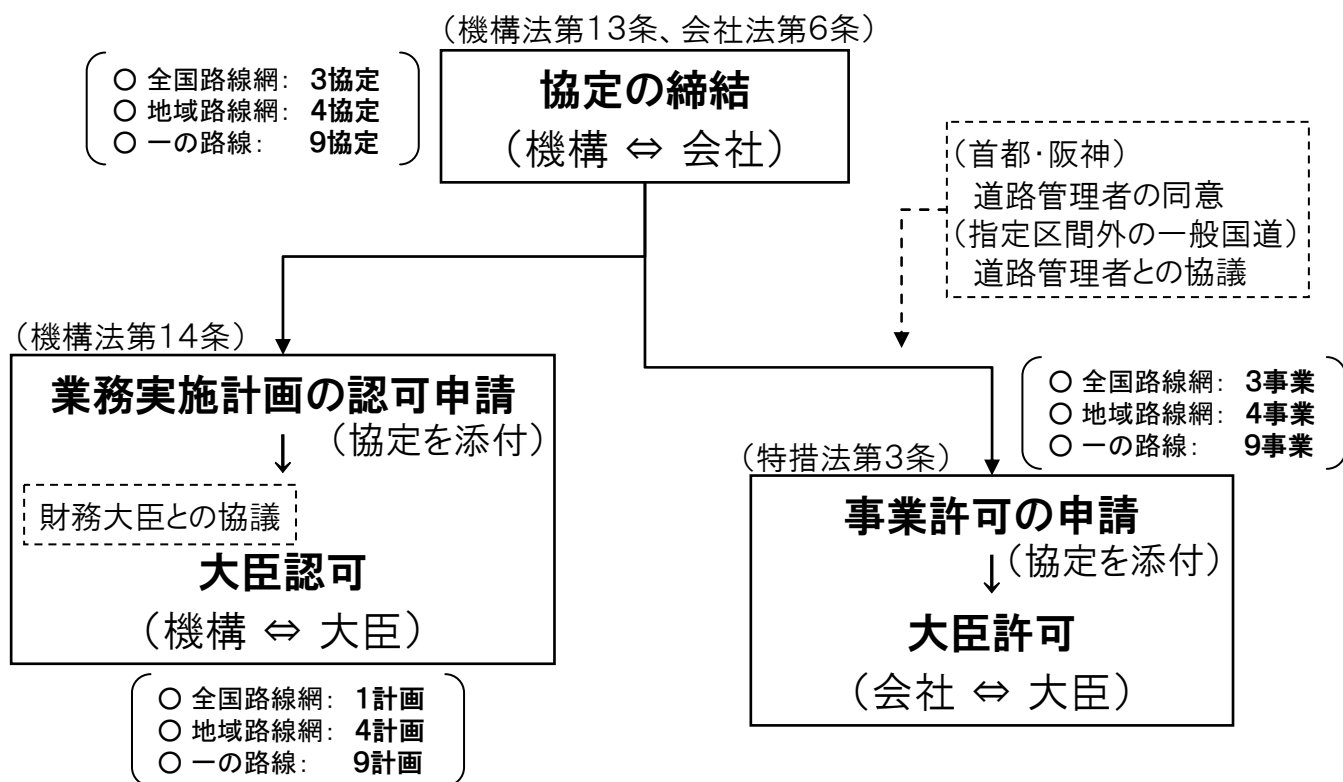 (機構法第13条、会社法第6条)
協定の締結
(機構 ⇔ 会社)
○ 全国路線網: 3協定
○ 地域路線網: 4協定
○ 一の路線: 9協定
(首都・阪神)
道路管理者の同意
(指定区間外の一般国道)
道路管理者との協議
(機構法第14条)
業務実施計画の認可申請
↓ (協定を添付)
財務大臣との協議
大臣認可
(機構 ⇔ 大臣)
○ 全国路線網: 1計画
○ 地域路線網: 4計画
○ 一の路線: 9計画
○ 全国路線網: 3事業
○ 地域路線網: 4事業
○ 一の路線: 9事業
(特措法第3条)
事業許可の申請
↓(協定を添付)
大臣許可
(会社 ⇔ 大臣)